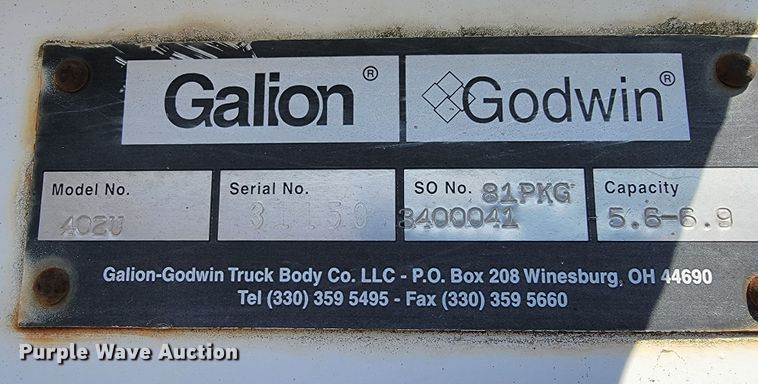 Galion® Godwin®
Model No. Serial No. SO No. 81PKG Capacity
402U 31150 3400041 5.6-6.9
Galion-Godwin Truck Body Co. LLC - P.O. Box 208 Winesburg, OH 44690
Tel (330) 359 5495 - Fax (330) 359 5660
Purple Wave Auction